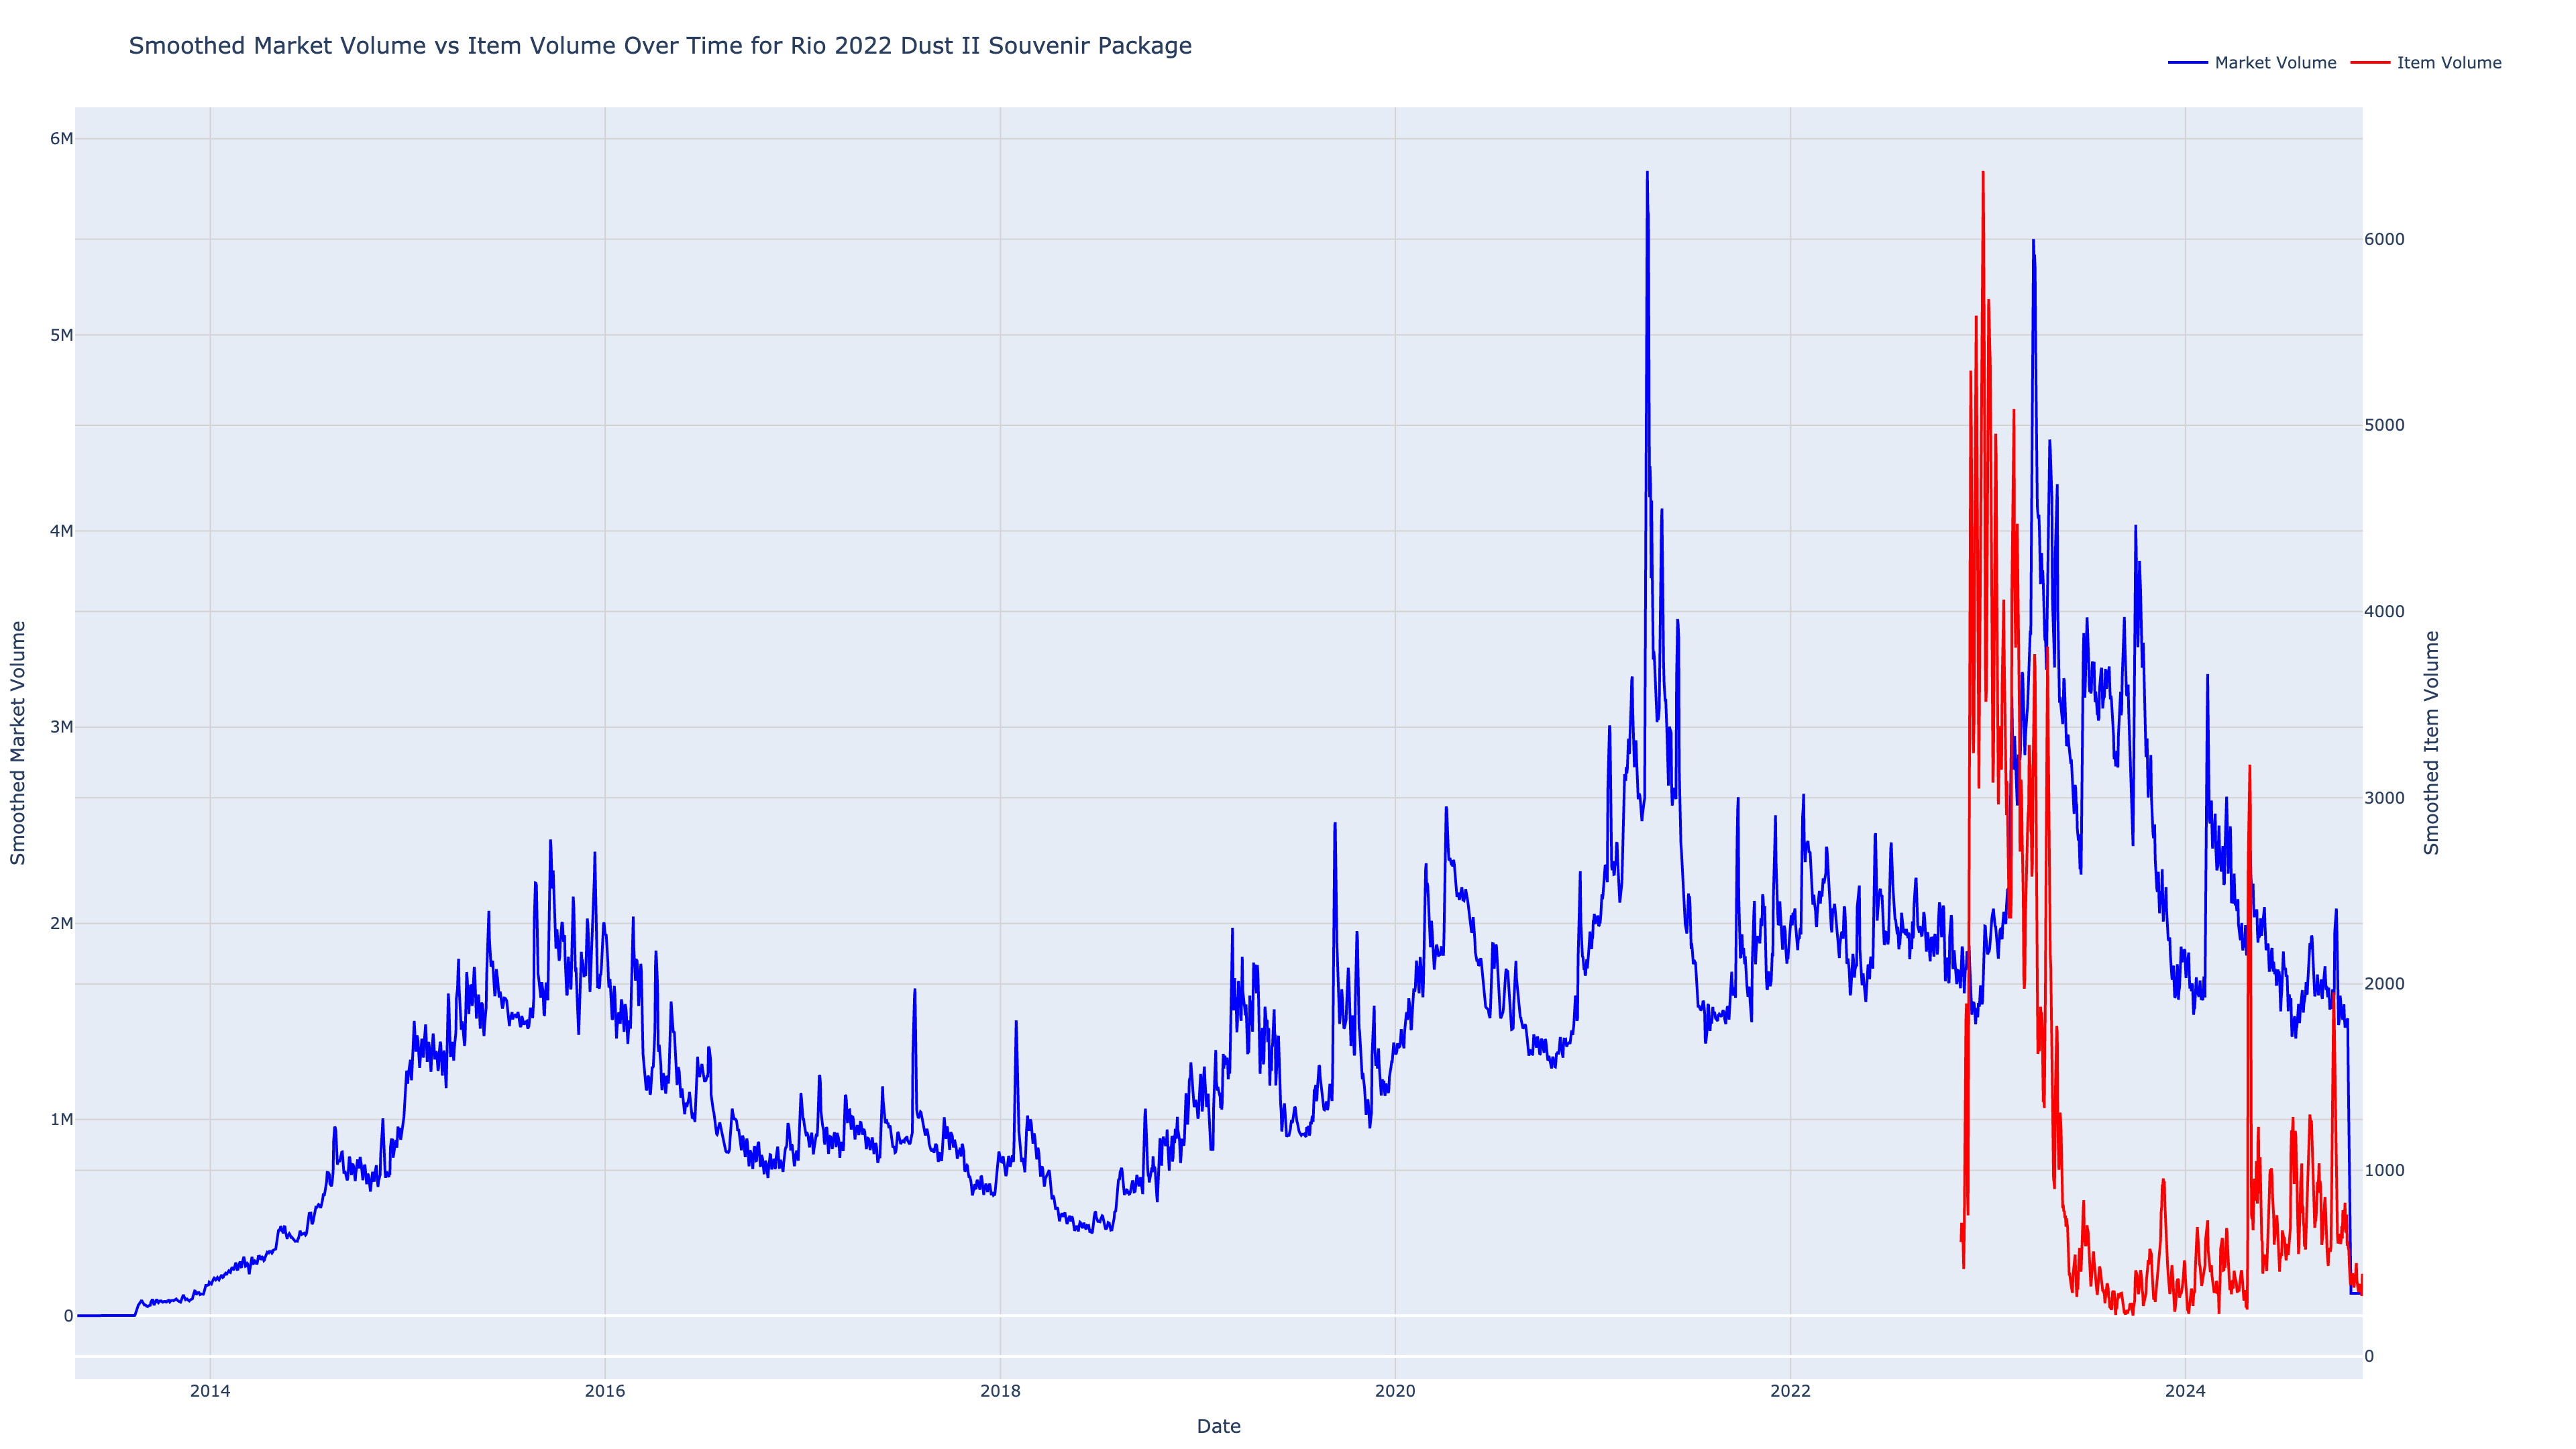 Smoothed Market Volume vs Item Volume Over Time for Rio 2022 Dust II Souvenir Package
Market Volume
Item Volume
6M
5M
4M
3M
2M
1M
0
Smoothed Market Volume
6000
5000
4000
3000
2000
1000
0
Smoothed Item Volume
2014
2016
2018
2020
2022
2024
Date